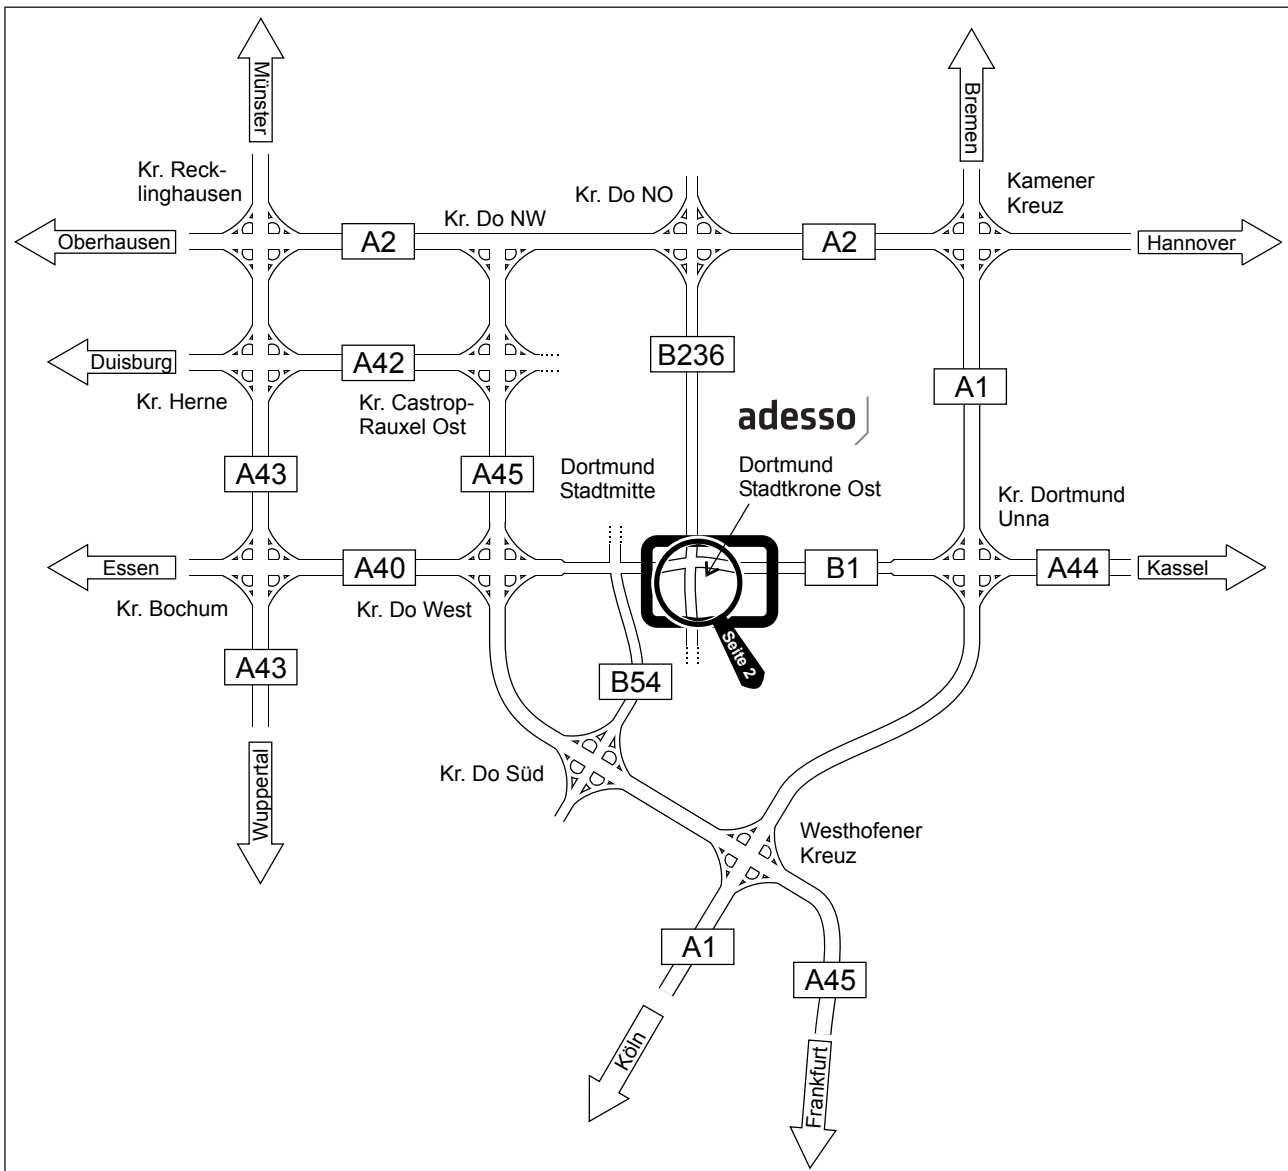 Münster
Bremen
Kr. Reck-
linghausen
Kr. Do NW
Kr. Do NO
Kamener
Kreuz
Oberhausen
A2
A2
Hannover
Duisburg
A42
B236
Kr. Herne
Kr. Castrop-
Rauxel Ost
A1
adesso
A43
A45
Dortmund
Stadtmitte
Dortmund
Stadtkrone Ost
Kr. Dortmund
Unna
Essen
A40
B1
A44
Kassel
Kr. Bochum
Kr. Do West
A43
B54
Seite 2
Wuppertal
Kr. Do Süd
Westhofener
Kreuz
A1
A45
Köln
Frankfurt